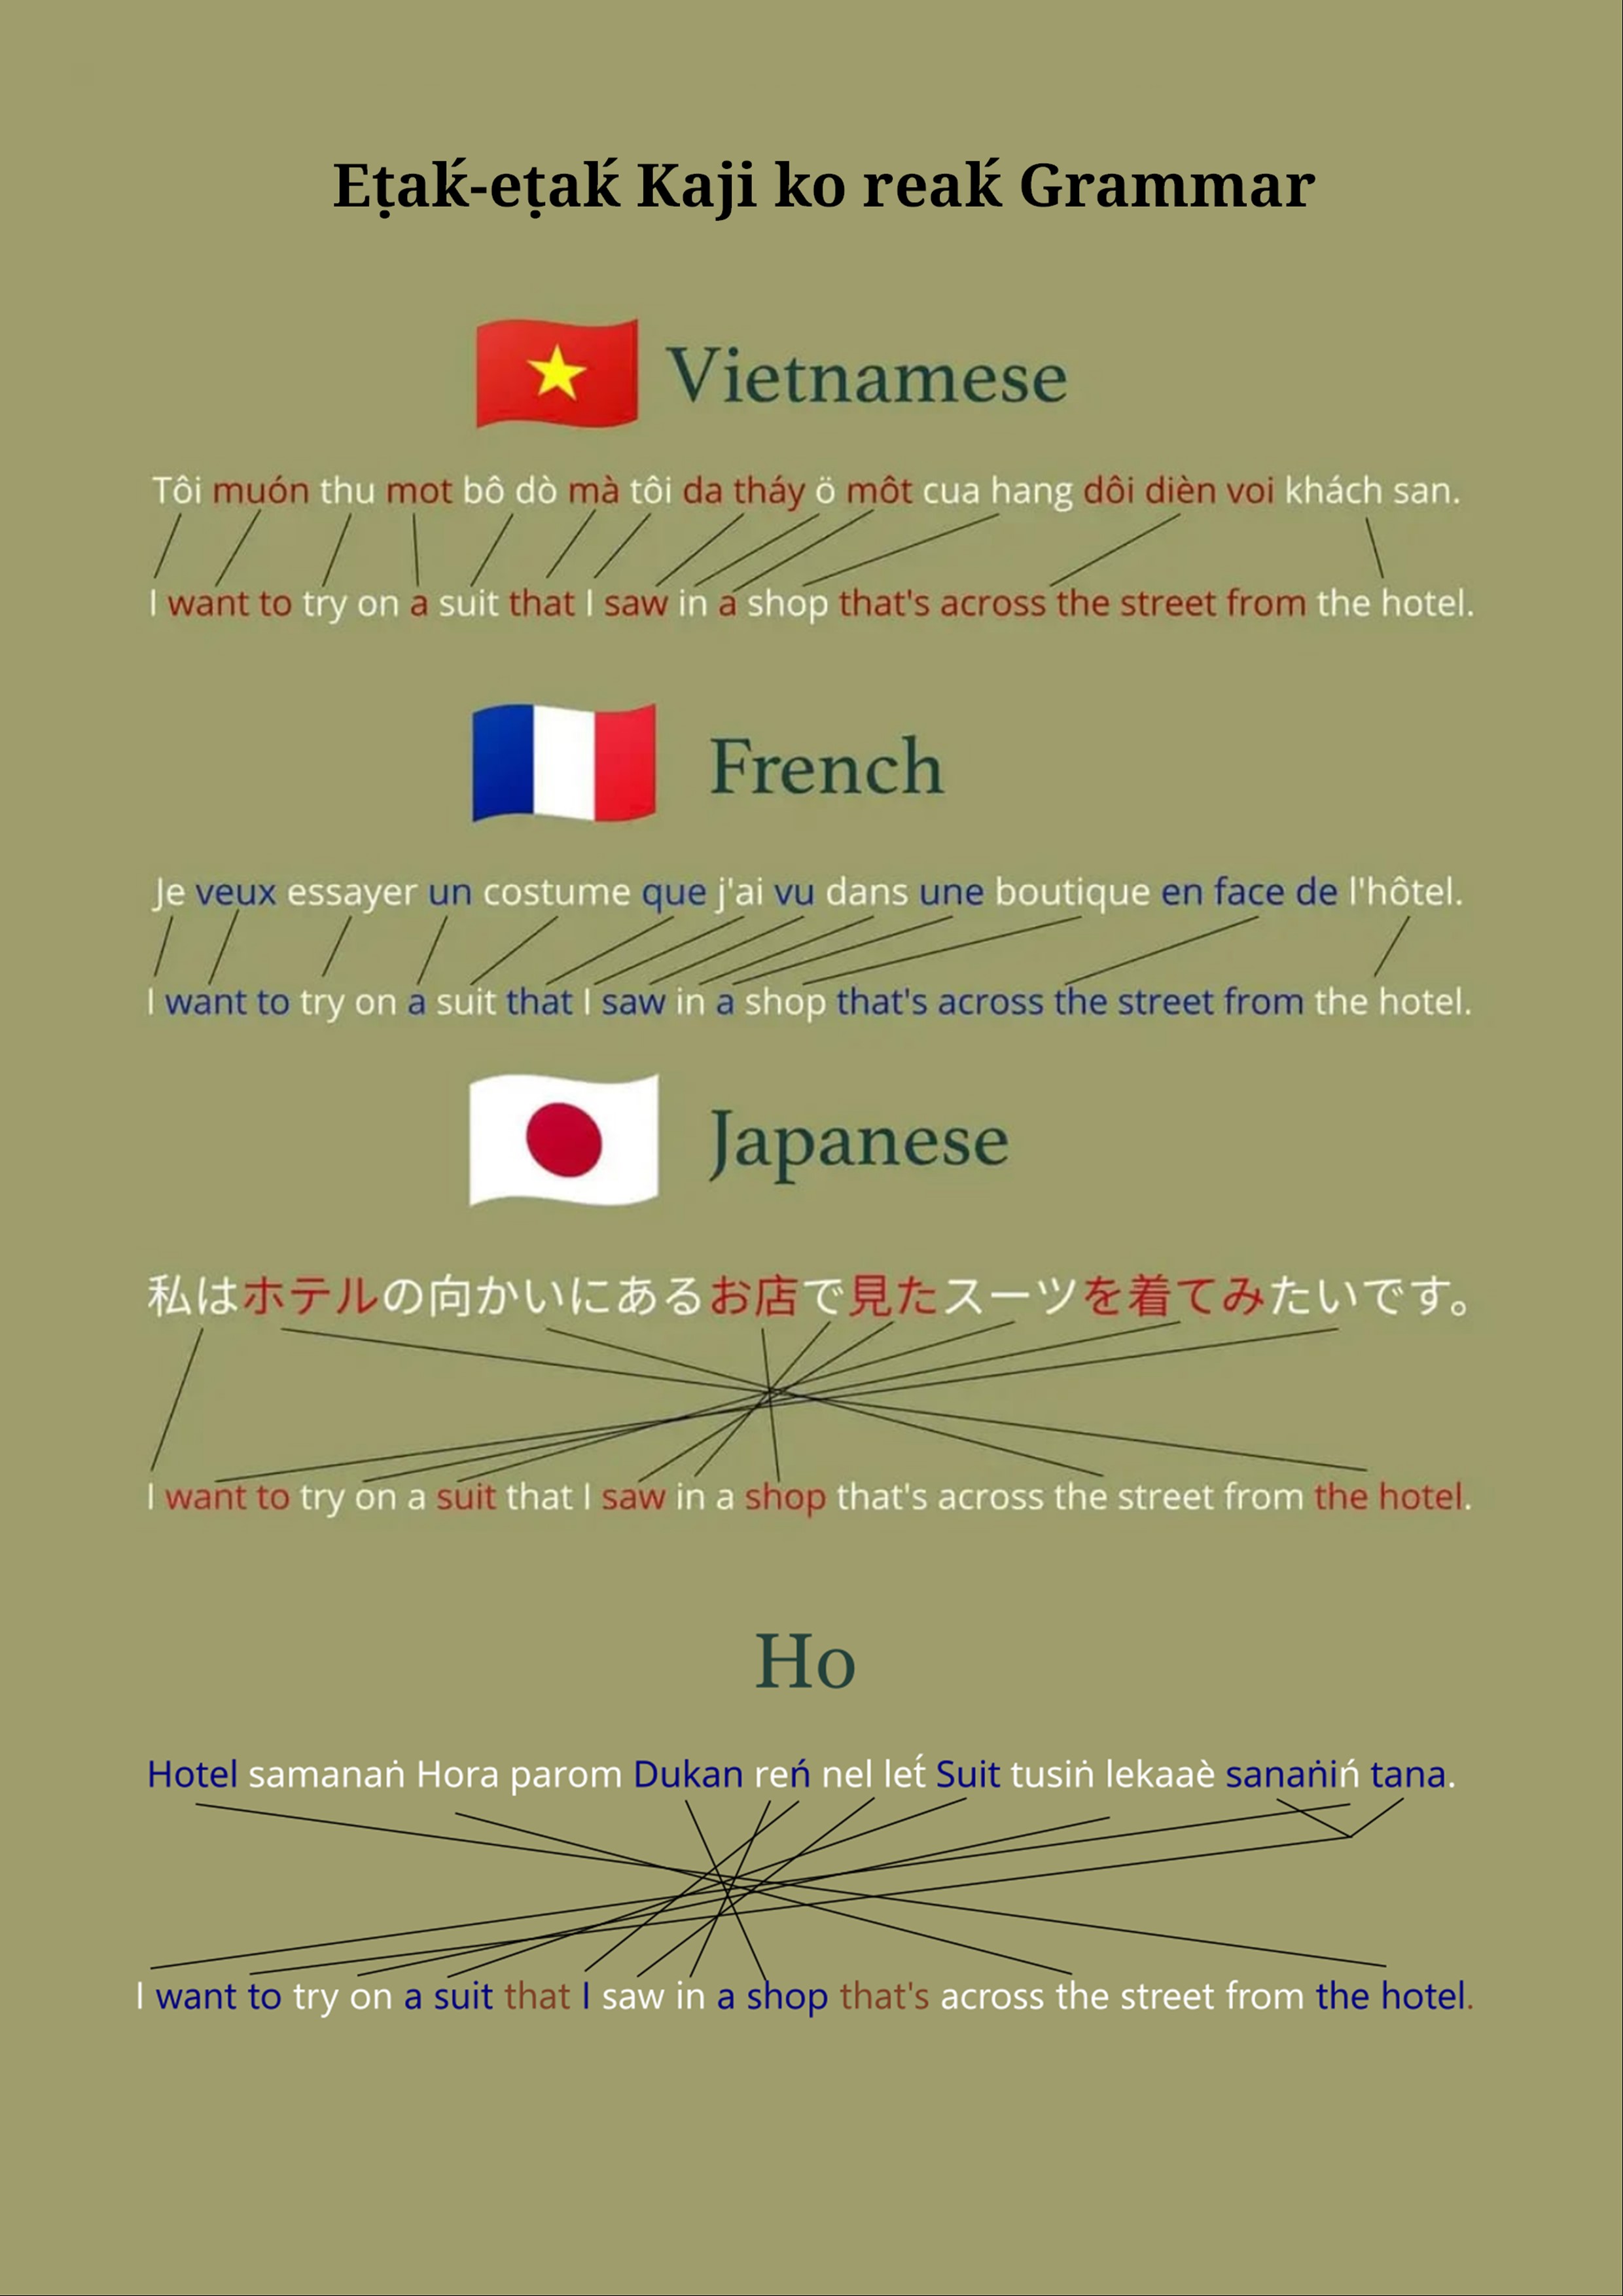 Eṭaḱ-eṭaḱ Kaji ko reaḱ Grammar
Vietnamese
Tôi muón thu mot bô dò mà tôi da tháy ö môt cua hang dôi dièn voi khách san.
I want to try on a suit that I saw in a shop that's across the street from the hotel.
French
Je veux essayer un costume que j'ai vu dans une boutique en face de l'hôtel.
I want to try on a suit that I saw in a shop that's across the street from the hotel.
Japanese
私はホテルの向かいにあるお店で見たスーツを着てみたいです。
I want to try on a suit that I saw in a shop that's across the street from the hotel.
Ho
Hotel samanaṅ Hora parom Dukan reń nel let́ Suit tusiṅ lekaaè sanaṅiń tana.
I want to try on a suit that I saw in a shop that's across the street from the hotel.